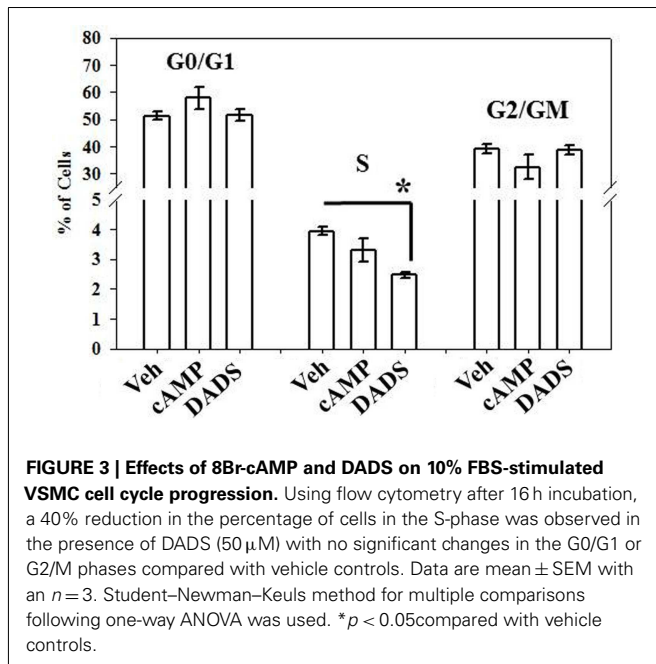 80
70
60
50
40
30
5
4
3
2
1
0
% of Cells
G0/G1
S
*
G2/GM
Veh
cAMP
DADS
Veh
cAMP
DADS
Veh
cAMP
DADS
FIGURE 3 | Effects of 8Br-cAMP and DADS on 10% FBS-stimulated
VSMC cell cycle progression. Using flow cytometry after 16 h incubation,
a 40% reduction in the percentage of cells in the S-phase was observed in
the presence of DADS (50 μM) with no significant changes in the G0/G1 or
G2/M phases compared with vehicle controls. Data are mean ± SEM with
an n = 3. Student–Newman–Keuls method for multiple comparisons
following one-way ANOVA was used. *p < 0.05compared with vehicle
controls.